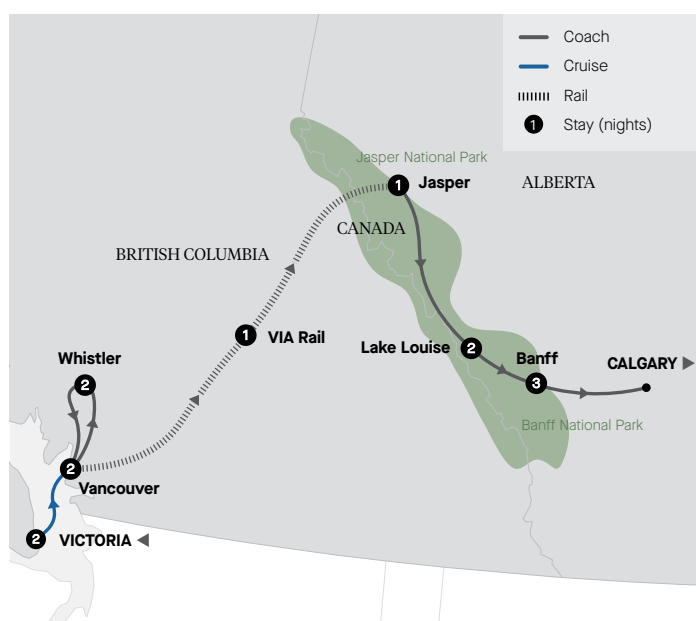 Coach
Cruise
Rail
1 Stay (nights)
Jasper National Park
1 Jasper
ALBERTA
CANADA
BRITISH COLUMBIA
1 VIA Rail
Lake Louise 2
Whistler
2
Banff
3
CALGARY
Banff National Park
2
Vancouver
2 VICTORIA